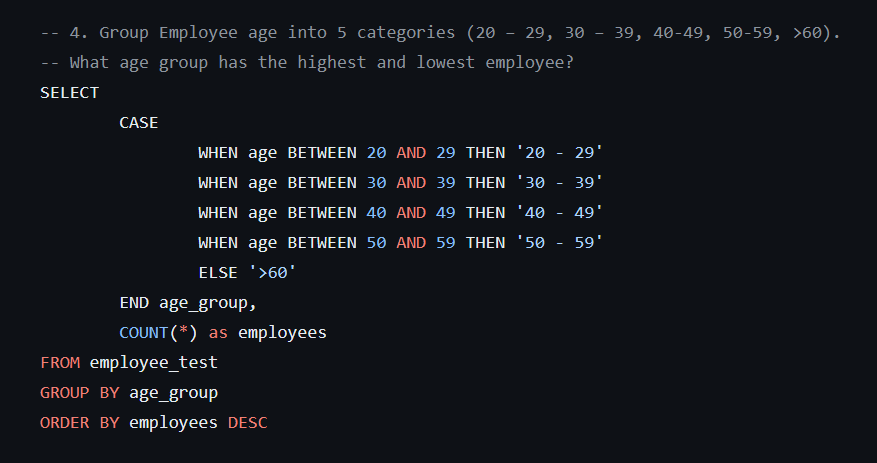 -- 4. Group Employee age into 5 categories (20 – 29, 30 – 39, 40-49, 50-59, >60).
-- What age group has the highest and lowest employee?
SELECT
CASE
WHEN age BETWEEN 20 AND 29 THEN '20 - 29'
WHEN age BETWEEN 30 AND 39 THEN '30 - 39'
WHEN age BETWEEN 40 AND 49 THEN '40 - 49'
WHEN age BETWEEN 50 AND 59 THEN '50 - 59'
ELSE '>60'
END age_group,
COUNT(*) as employees
FROM employee_test
GROUP BY age_group
ORDER BY employees DESC